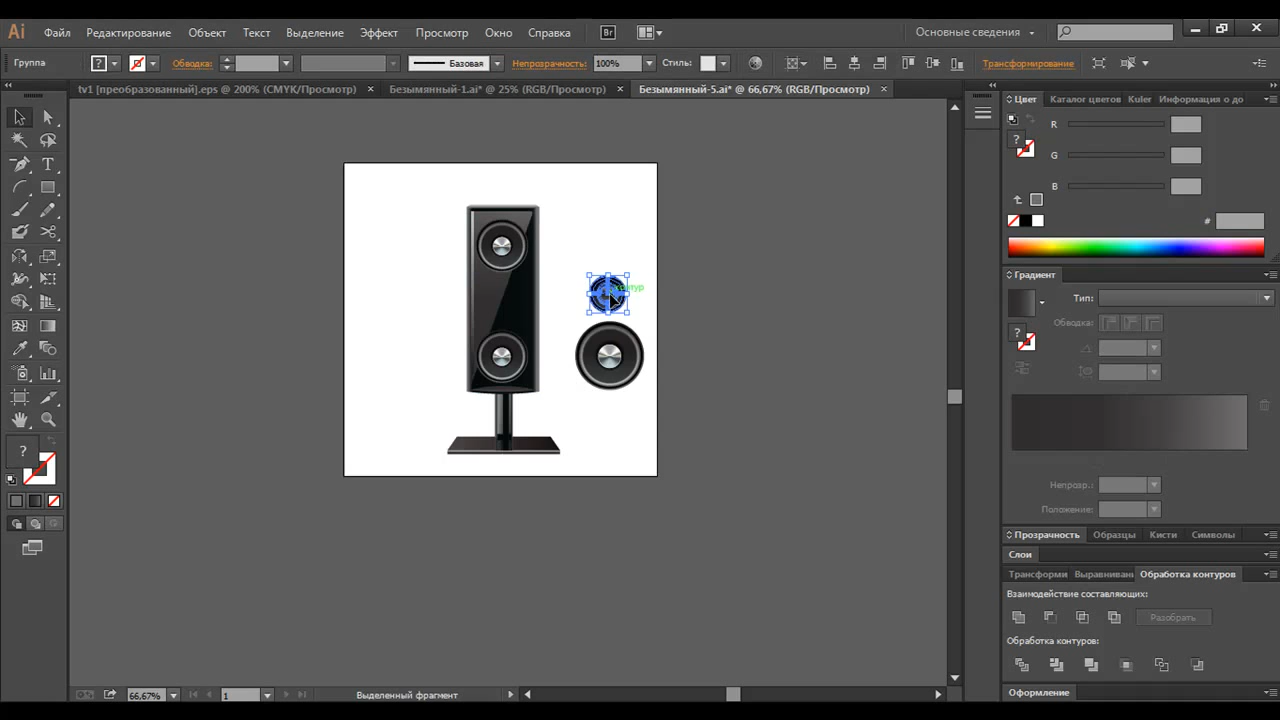 Ai Файл Редактирование Объект Текст Выделение Эффект Просмотр Окно Справка Br Основные сведения
Группа ? Обводка: Базовая Непрозрачность: 100% Стиль: Трансформирование
tv1 [преобразованный].eps @ 200% (CMYK/Просмотр) × Безымянный-1.ai* @ 25% (RGB/Просмотр) × Безымянный-5.ai* @ 66,67% (RGB/Просмотр) ×
Цвет Каталог цветов Kuler Информация о до
R
? G
B
#
контур
Градиент
Тип:
? Обводка:
?
Непрозр.:
Положение:
Прозрачность Образцы Кисти Символы
Слои
Трансформи Выравниван Обработка контуров
Взаимодействие составляющих:
Разобрать
Обработка контуров:
Оформление
66,67% 1 Выделенный фрагмент